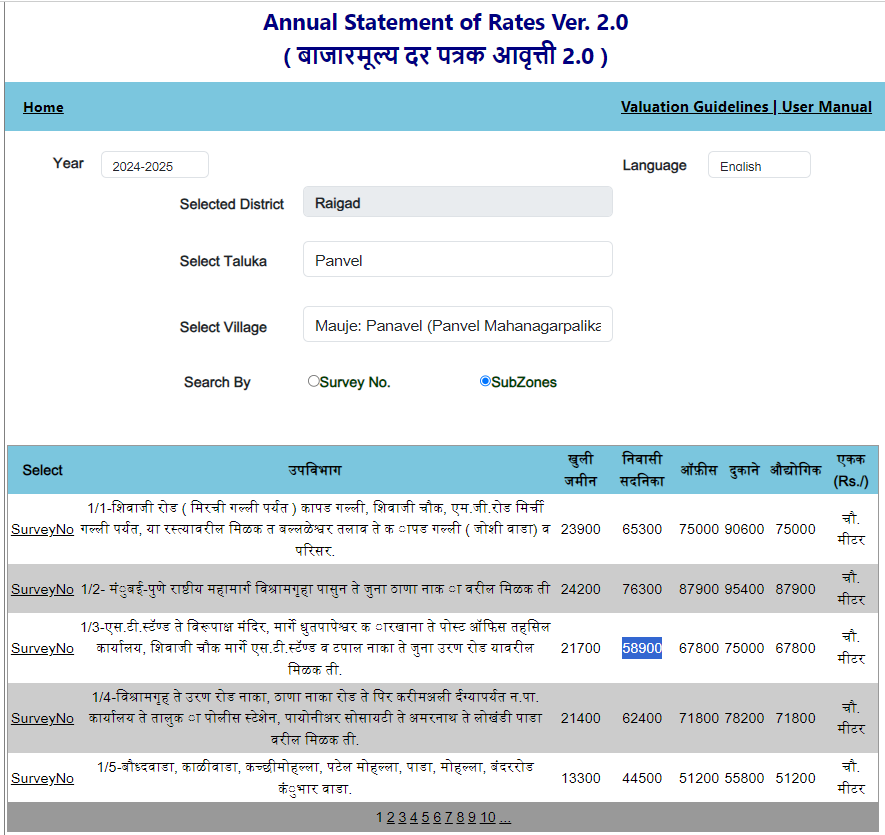 Annual Statement of Rates Ver. 2.0
( बाजारमूल्य दर पत्रक आवृत्ती 2.0 )
Home
Valuation Guidelines | User Manual
Year 2024-2025 Language English
Selected District Raigad
Select Taluka Panvel
Select Village Mauje: Panavel (Panvel Mahanagarpalika
Search By Survey No. SubZones
Select उपविभाग खुली जमीन निवासी सदनिका ऑफ़ीस दुकाने औद्योगिक एकक (Rs./)
SurveyNo 1/1-शिवाजी रोड ( मिरची गल्ली पर्यंत ) कापड गल्ली, शिवाजी चौक, एम.जी.रोड मिर्ची
गल्ली पर्यंत, या रस्त्यावरील मिळक त बल्लळेश्वर तलाव ते क ापड गल्ली ( जोशी वाडा) व
परिसर.
23900 65300 75000 90600 75000 चौ. मीटर
SurveyNo 1/2- मंुबई-पुणे राष्टीय महामार्ग विश्रामगृहा पासुन ते जुना ठाणा नाक ा वरील मिळक ती
24200 76300 87900 95400 87900 चौ. मीटर
SurveyNo 1/3-एस.टी.स्टॅण्ड ते विरूपाक्ष मंदिर, मार्गे धुतपापेश्वर क ारखाना ते पोस्ट ऑफिस तहसिल
कार्यालय, शिवाजी चौक मार्गे एस.टी.स्टॅण्ड व टपाल नाका ते जुना उरण रोड यावरील
मिळक ती.
21700 58900 67800 75000 67800 चौ. मीटर
SurveyNo 1/4-विश्रामगृह ते उरण रोड नाका, ठाणा नाका रोड ते पिर करीमअली र्दग्यापर्यंत न.पा.
कार्यालय ते तालुक ा पोलीस स्टेशेन, पायोनीअर सोसायटी ते अमरनाथ ते लोखंडी पाडा
वरील मिळक ती.
21400 62400 71800 78200 71800 चौ. मीटर
SurveyNo 1/5-बौध्दवाडा, काळीवाडा, कच्छीमोहल्ला, पटेल मोहल्ला, पाडा, मोहल्ला, बंदररोड
कंुभार वाडा.
13300 44500 51200 55800 51200 चौ. मीटर
1 2 3 4 5 6 7 8 9 10 ...